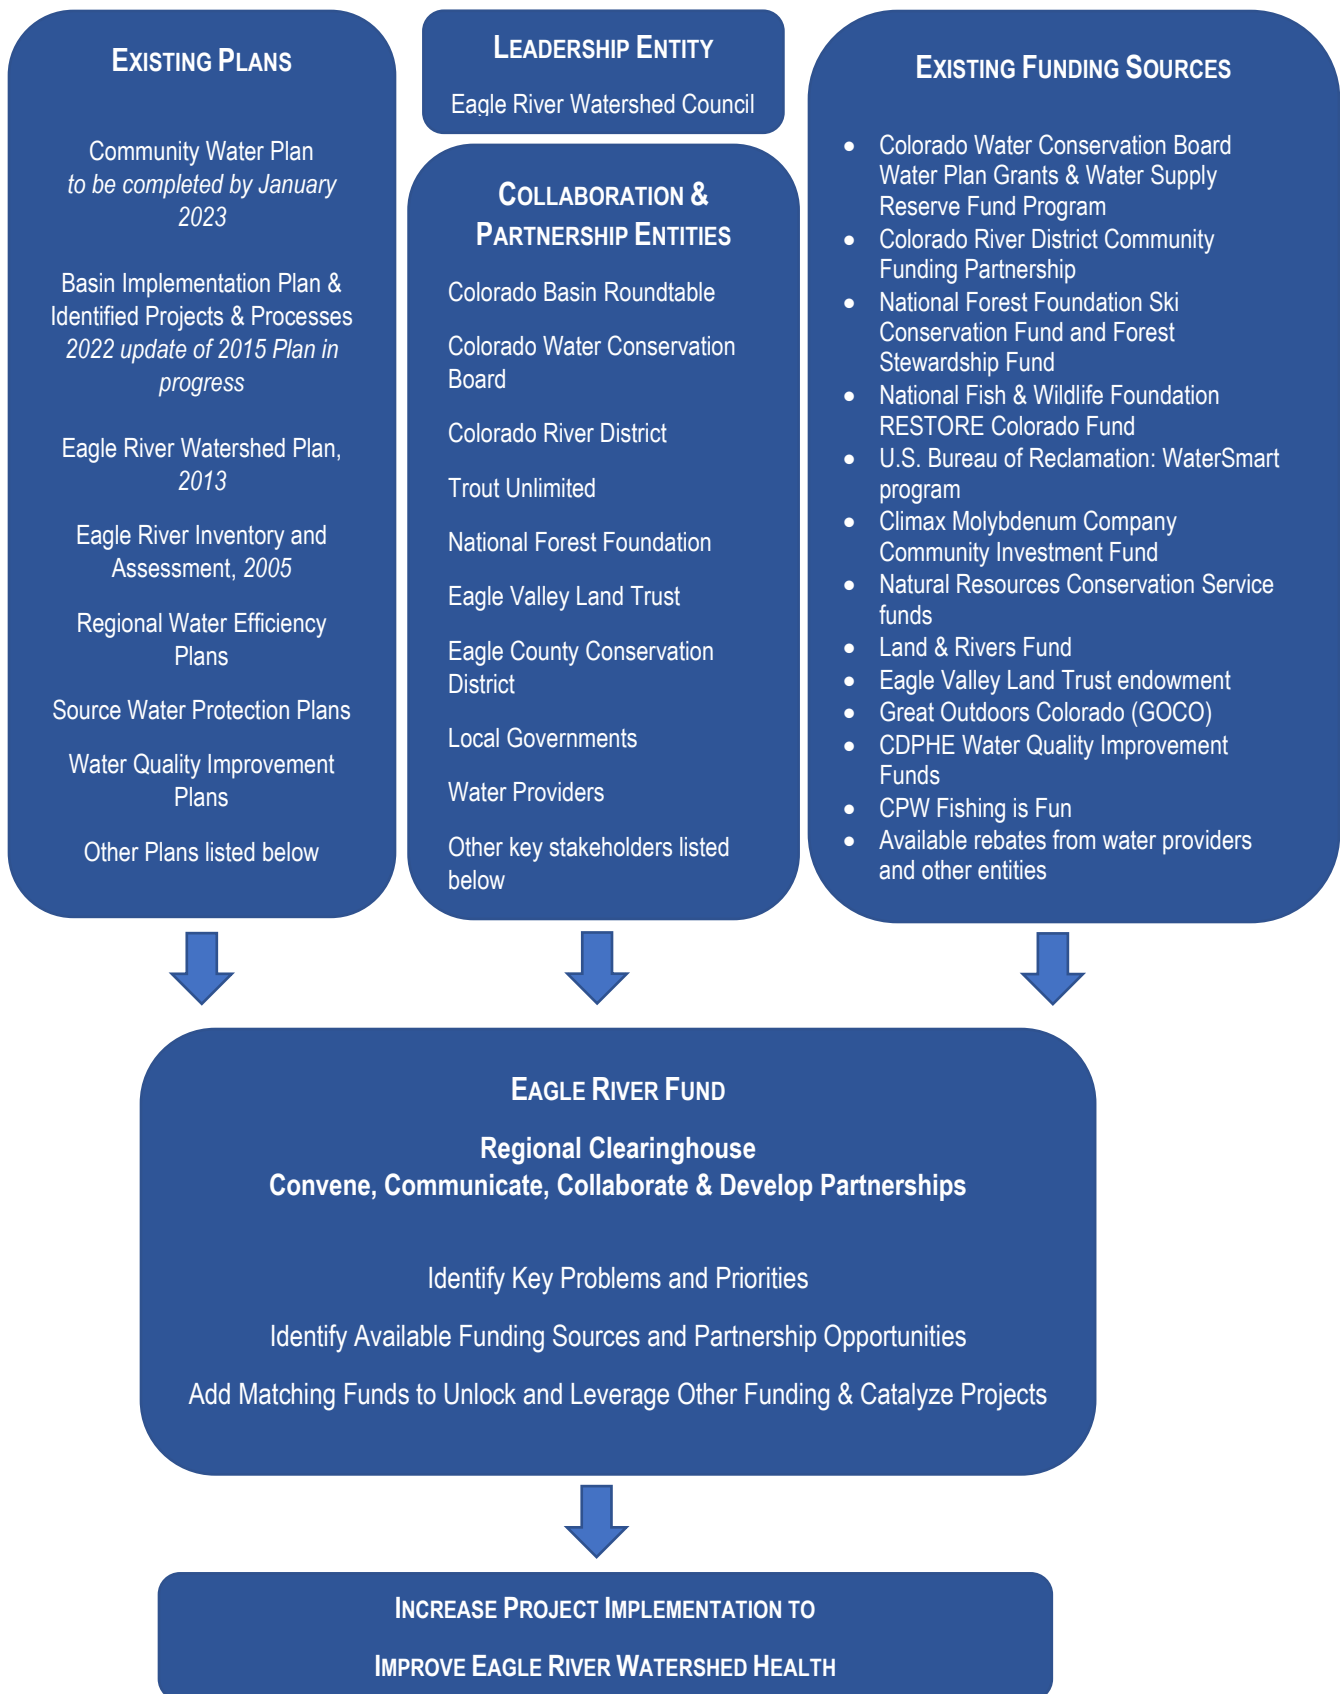 EXISTING PLANS
Community Water Plan
to be completed by January
2023
Basin Implementation Plan &
Identified Projects & Processes
2022 update of 2015 Plan in
progress
Eagle River Watershed Plan,
2013
Eagle River Inventory and
Assessment, 2005
Regional Water Efficiency
Plans
Source Water Protection Plans
Water Quality Improvement
Plans
Other Plans listed below
LEADERSHIP ENTITY
Eagle River Watershed Council
COLLABORATION &
PARTNERSHIP ENTITIES
Colorado Basin Roundtable
Colorado Water Conservation
Board
Colorado River District
Trout Unlimited
National Forest Foundation
Eagle Valley Land Trust
Eagle County Conservation
District
Local Governments
Water Providers
Other key stakeholders listed
below
EXISTING FUNDING SOURCES
• Colorado Water Conservation Board
Water Plan Grants & Water Supply
Reserve Fund Program
• Colorado River District Community
Funding Partnership
• National Forest Foundation Ski
Conservation Fund and Forest
Stewardship Fund
• National Fish & Wildlife Foundation
RESTORE Colorado Fund
• U.S. Bureau of Reclamation: WaterSmart
program
• Climax Molybdenum Company
Community Investment Fund
• Natural Resources Conservation Service
funds
• Land & Rivers Fund
• Eagle Valley Land Trust endowment
• Great Outdoors Colorado (GOCO)
• CDPHE Water Quality Improvement
Funds
• CPW Fishing is Fun
• Available rebates from water providers
and other entities
EAGLE RIVER FUND
Regional Clearinghouse
Convene, Communicate, Collaborate & Develop Partnerships
Identify Key Problems and Priorities
Identify Available Funding Sources and Partnership Opportunities
Add Matching Funds to Unlock and Leverage Other Funding & Catalyze Projects
INCREASE PROJECT IMPLEMENTATION TO
IMPROVE EAGLE RIVER WATERSHED HEALTH